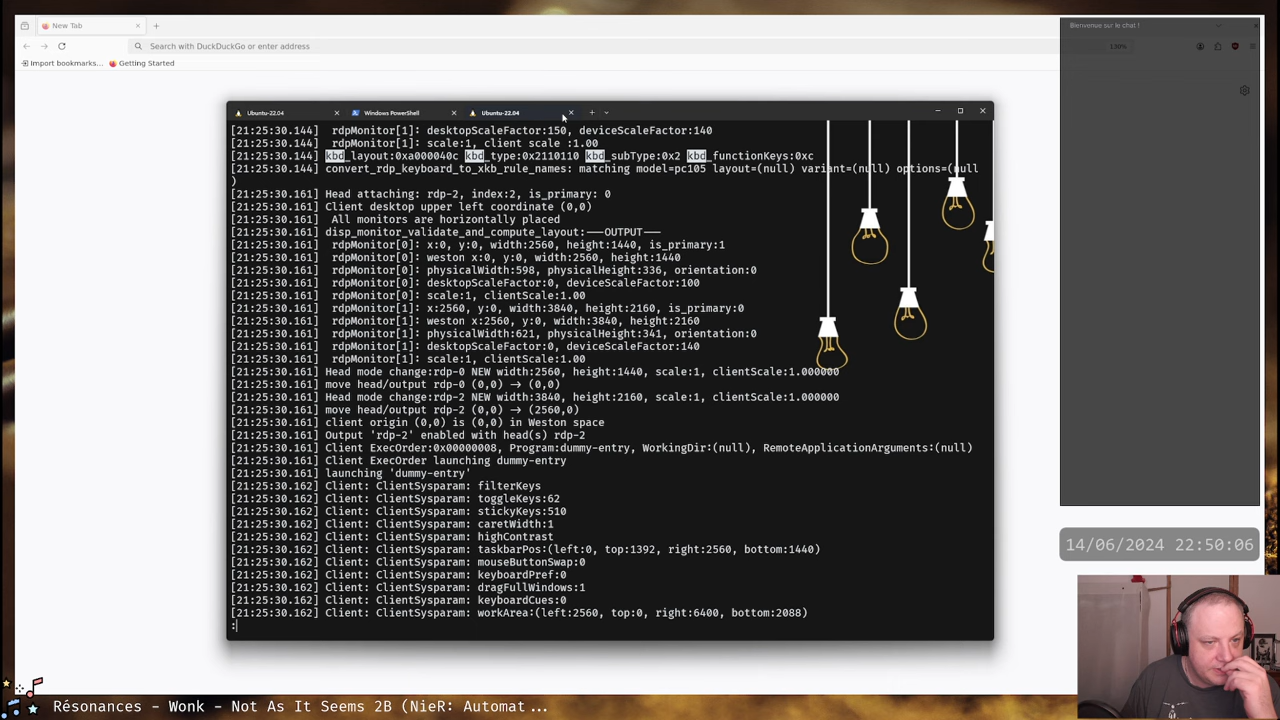 New Tab
Bienvenue sur le chat !
Search with DuckDuckGo or enter address
130%
Import bookmarks...
Getting Started
Ubuntu-22.04
Windows PowerShell
Ubuntu-22.04
[21:25:30.144]  rdpMonitor[1]: desktopScaleFactor:150, deviceScaleFactor:140
[21:25:30.144]  rdpMonitor[1]: scale:1, client scale :1.00
[21:25:30.144] kbd_layout:0xa000040c kbd_type:0x2110110 kbd_subType:0x2 kbd_functionKeys:0xc
[21:25:30.144] convert_rdp_keyboard_to_xkb_rule_names: matching model=pc105 layout=(null) variant=(null) options=(null
)
[21:25:30.161] Head attaching: rdp-2, index:2, is_primary: 0
[21:25:30.161] Client desktop upper left coordinate (0,0)
[21:25:30.161]  All monitors are horizontally placed
[21:25:30.161] disp_monitor_validate_and_compute_layout:---OUTPUT---
[21:25:30.161]  rdpMonitor[0]: x:0, y:0, width:2560, height:1440, is_primary:1
[21:25:30.161]  rdpMonitor[0]: weston x:0, y:0, width:2560, height:1440
[21:25:30.161]  rdpMonitor[0]: physicalWidth:598, physicalHeight:336, orientation:0
[21:25:30.161]  rdpMonitor[0]: desktopScaleFactor:0, deviceScaleFactor:100
[21:25:30.161]  rdpMonitor[0]: scale:1, clientScale:1.00
[21:25:30.161]  rdpMonitor[1]: x:2560, y:0, width:3840, height:2160, is_primary:0
[21:25:30.161]  rdpMonitor[1]: weston x:2560, y:0, width:3840, height:2160
[21:25:30.161]  rdpMonitor[1]: physicalWidth:621, physicalHeight:341, orientation:0
[21:25:30.161]  rdpMonitor[1]: desktopScaleFactor:0, deviceScaleFactor:140
[21:25:30.161]  rdpMonitor[1]: scale:1, clientScale:1.00
[21:25:30.161] Head mode change:rdp-0 NEW width:2560, height:1440, scale:1, clientScale:1.000000
[21:25:30.161] move head/output rdp-0 (0,0) -> (0,0)
[21:25:30.161] Head mode change:rdp-2 NEW width:3840, height:2160, scale:1, clientScale:1.000000
[21:25:30.161] move head/output rdp-2 (0,0) -> (2560,0)
[21:25:30.161] client origin (0,0) is (0,0) in Weston space
[21:25:30.161] Output 'rdp-2' enabled with head(s) rdp-2
[21:25:30.161] Client ExecOrder:0x00000008, Program:dummy-entry, WorkingDir:(null), RemoteApplicationArguments:(null)
[21:25:30.161] Client ExecOrder launching dummy-entry
[21:25:30.161] launching 'dummy-entry'
[21:25:30.162] Client: ClientSysparam: filterKeys
[21:25:30.162] Client: ClientSysparam: toggleKeys:62
[21:25:30.162] Client: ClientSysparam: stickyKeys:510
[21:25:30.162] Client: ClientSysparam: caretWidth:1
[21:25:30.162] Client: ClientSysparam: highContrast
[21:25:30.162] Client: ClientSysparam: taskbarPos:(left:0, top:1392, right:2560, bottom:1440)
[21:25:30.162] Client: ClientSysparam: mouseButtonSwap:0
[21:25:30.162] Client: ClientSysparam: keyboardPref:0
[21:25:30.162] Client: ClientSysparam: dragFullWindows:1
[21:25:30.162] Client: ClientSysparam: keyboardCues:0
[21:25:30.162] Client: ClientSysparam: workArea:(left:2560, top:0, right:6400, bottom:2088)
:
14/06/2024 22:50:06
Résonances - Wonk - Not As It Seems 2B (NieR: Automat...